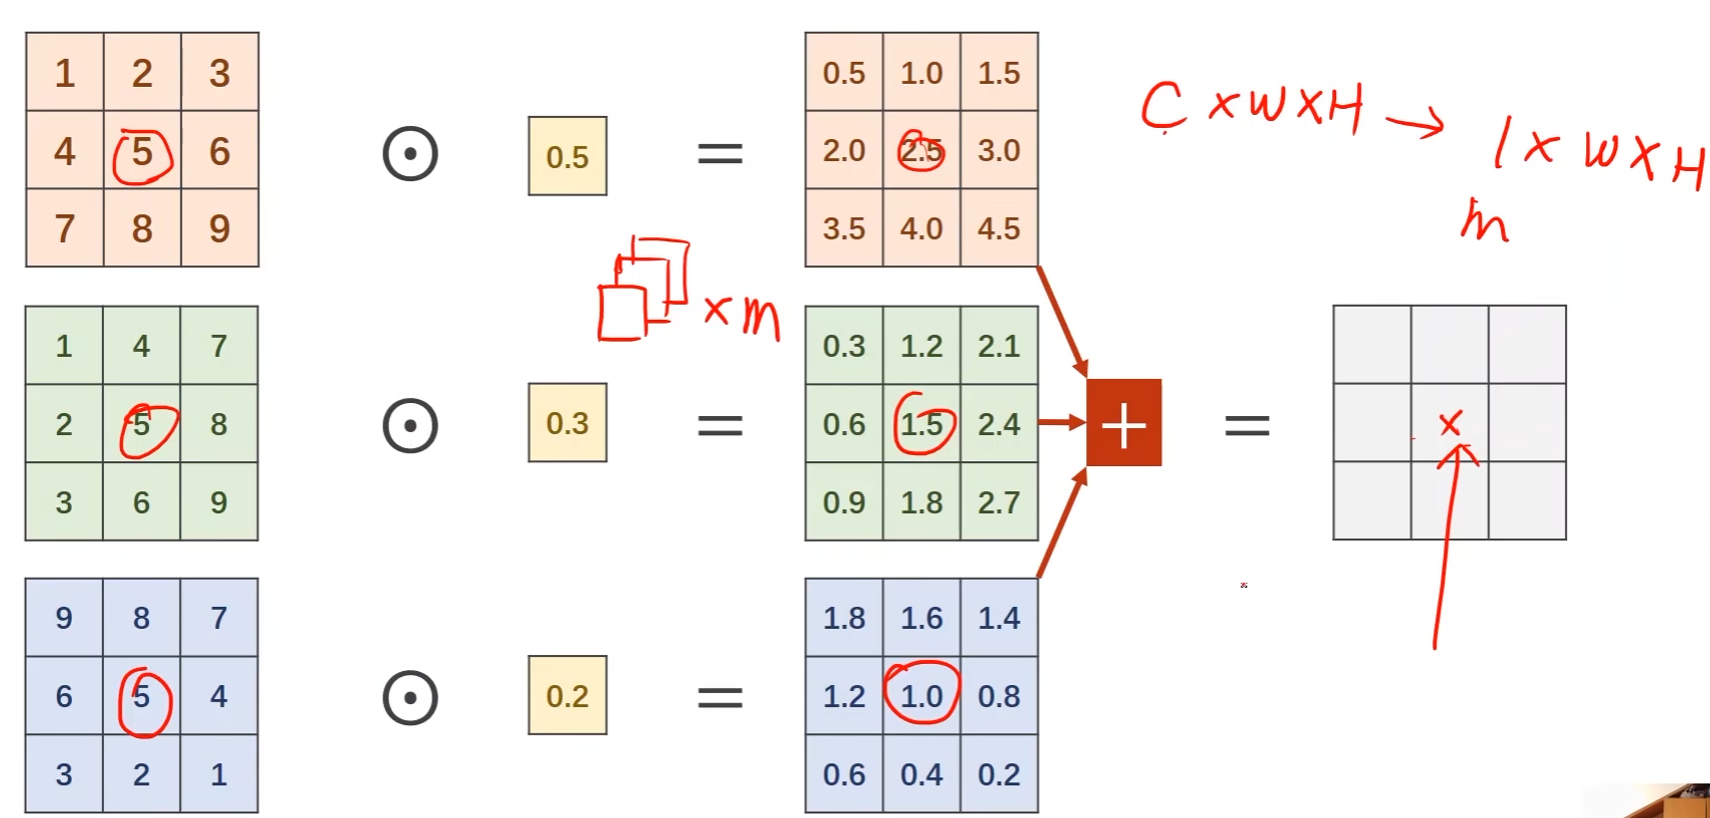 1 2 3 ⊙ 0.5 = 0.5 1.0 1.5
4 5 6 2.0 2.5 3.0
7 8 9 3.5 4.0 4.5
C × W × H → 1 × W × H
m
× m
1 4 7 ⊙ 0.3 = 0.3 1.2 2.1
2 5 8 0.6 1.5 2.4
3 6 9 0.9 1.8 2.7
+ = x
9 8 7 ⊙ 0.2 = 1.8 1.6 1.4
6 5 4 1.2 1.0 0.8
3 2 1 0.6 0.4 0.2